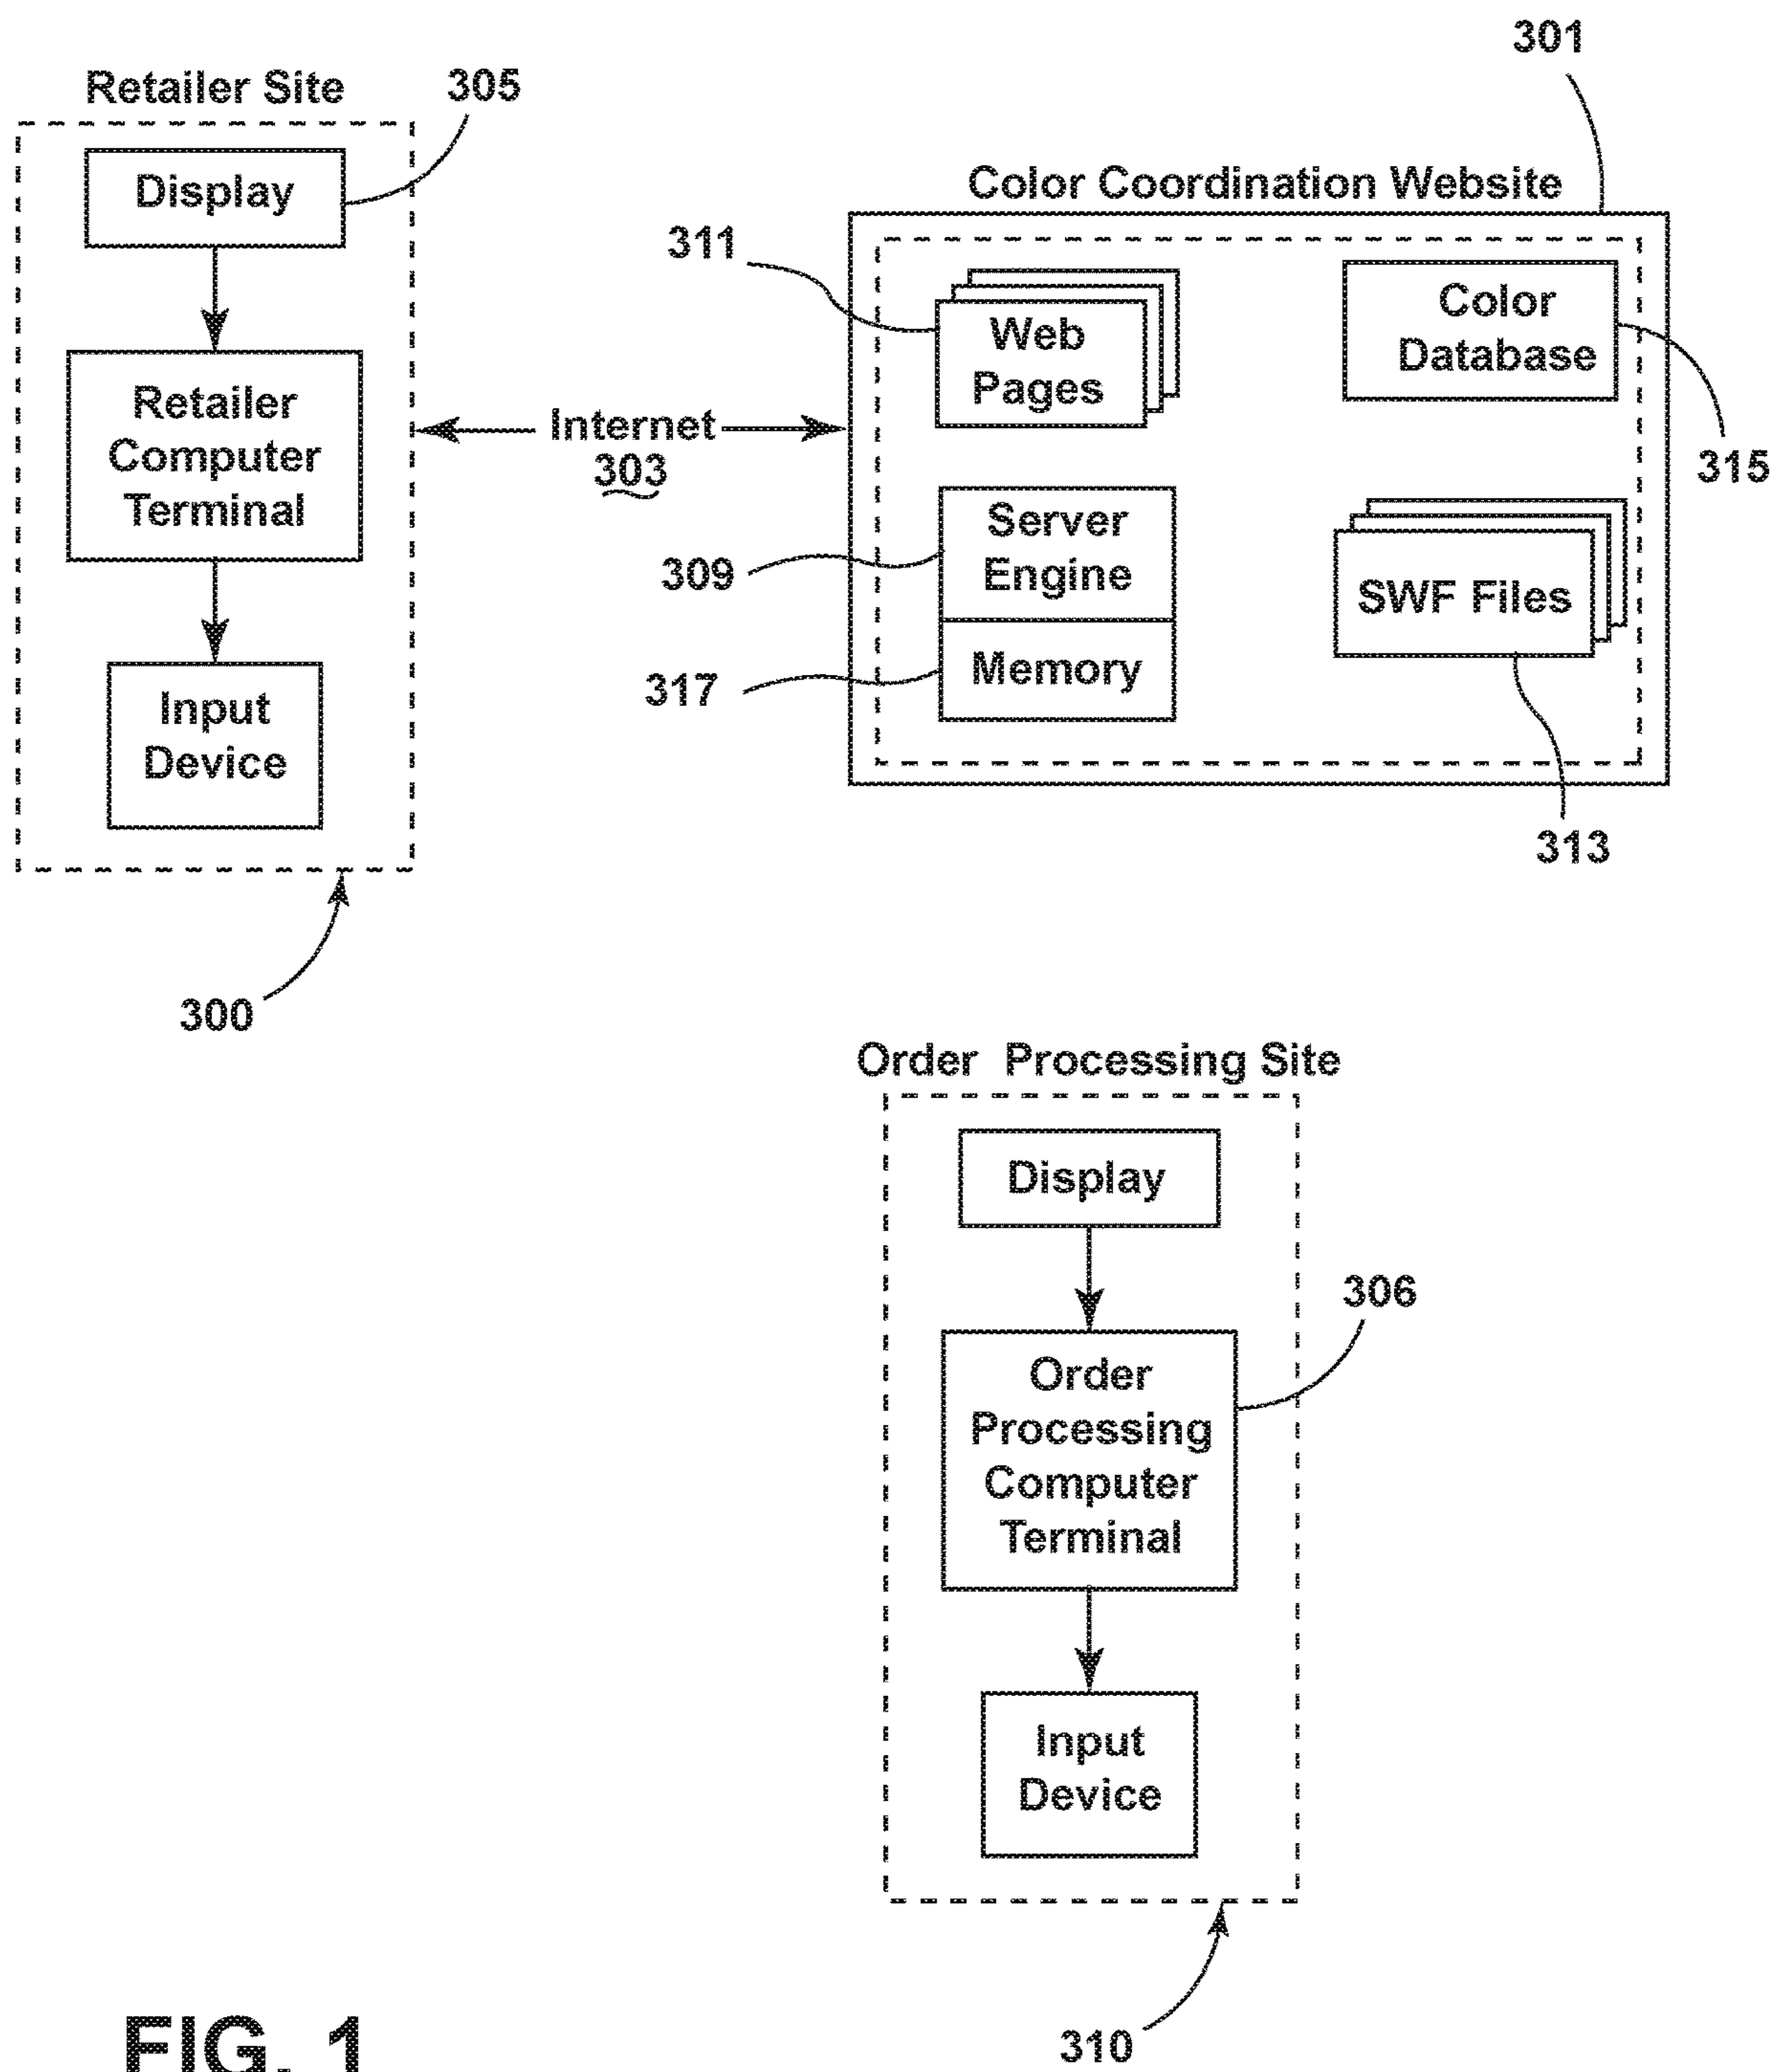 301
Retailer Site
305
Display
Color Coordination Website
311
Web
Pages
Color
Database
315
Retailer
Computer
Terminal
Internet
303
Server
Engine
309
SWF Files
Memory
317
Input
Device
313
300
Order Processing Site
Display
306
Order
Processing
Computer
Terminal
Input
Device
310
FIG. 1